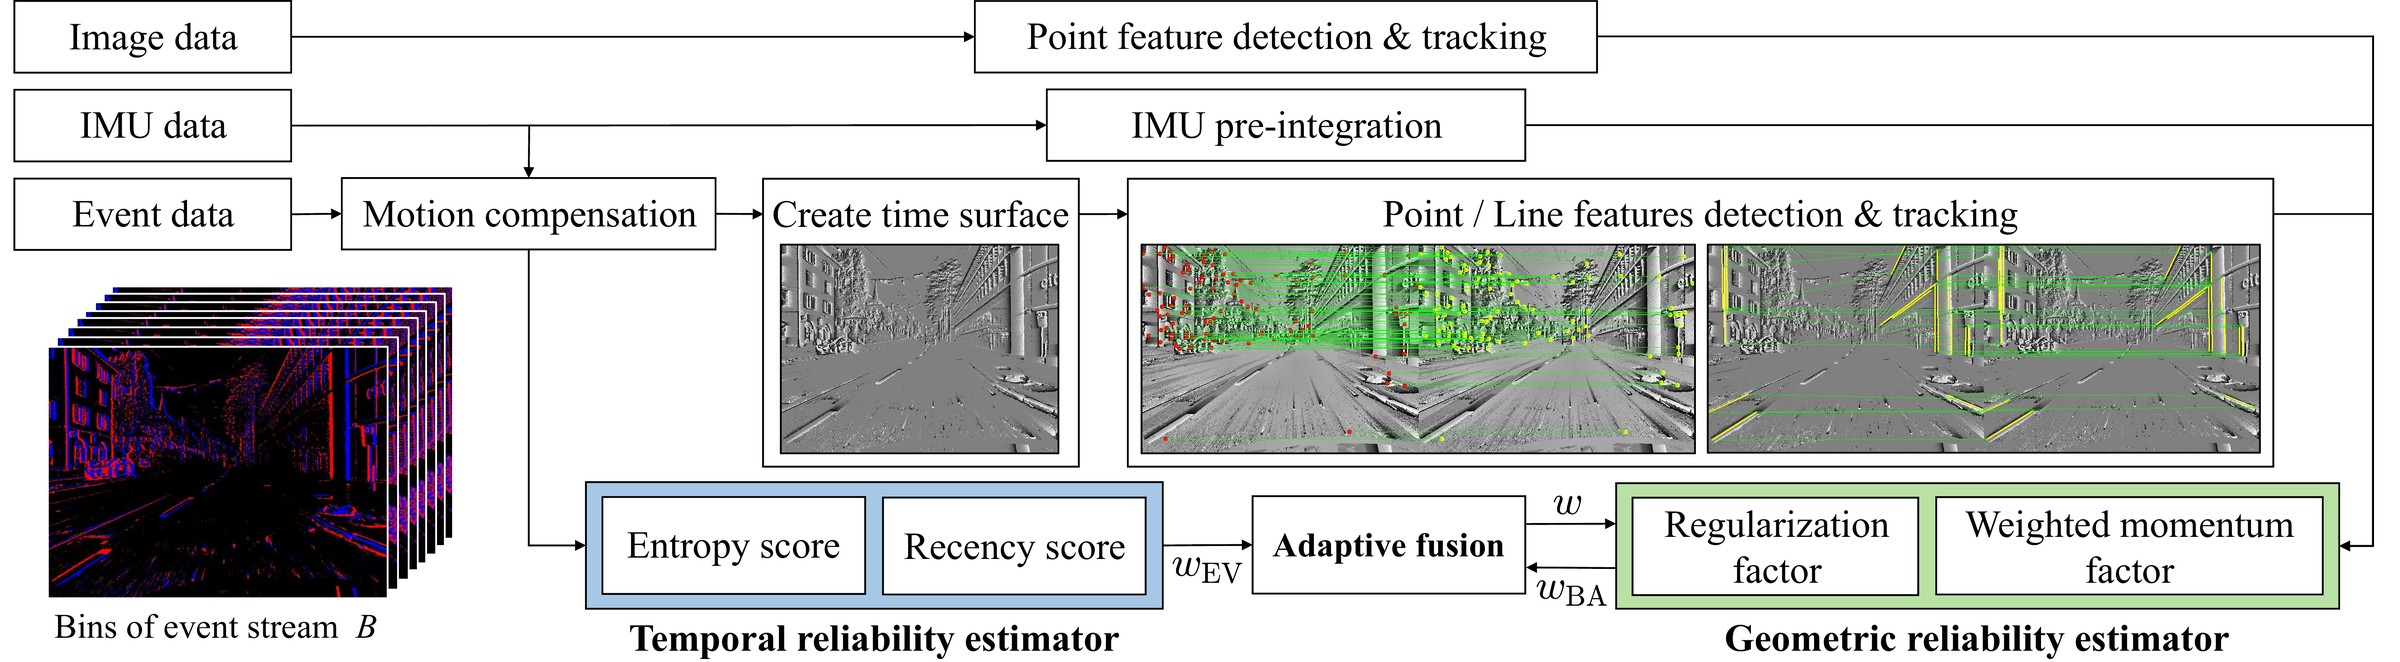 Image data
Point feature detection & tracking
IMU data
IMU pre-integration
Event data
Motion compensation
Create time surface
Point / Line features detection & tracking
Entropy score
Recency score
w_EV
Adaptive fusion
w
w_BA
Regularization
factor
Weighted momentum
factor
Bins of event stream B
Temporal reliability estimator
Geometric reliability estimator